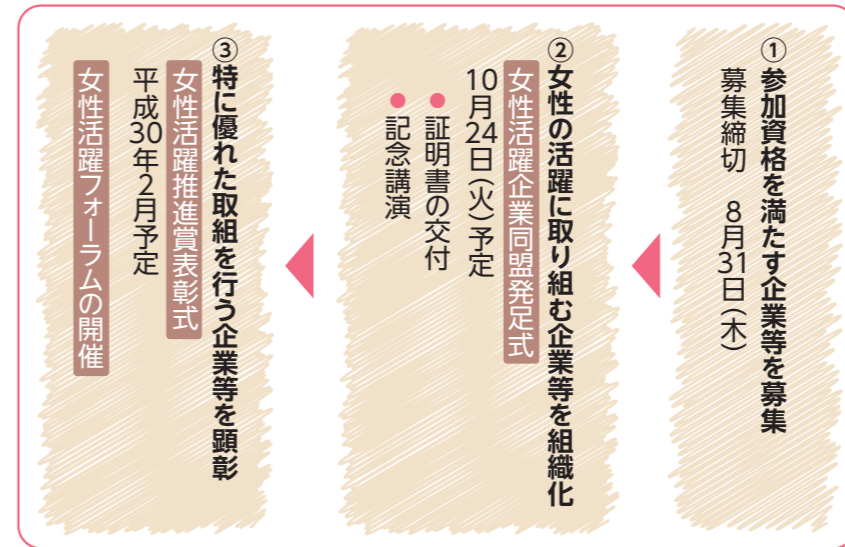 ① 参加資格を満たす企業等を募集
募集締切　8月31日（木）
② 女性の活躍に取り組む企業等を組織化
女性活躍企業同盟発足式
10月24日（火）予定
● 証明書の交付
● 記念講演
③ 特に優れた取組を行う企業等を顕彰
女性活躍推進賞表彰式
平成30年2月予定
女性活躍フォーラムの開催